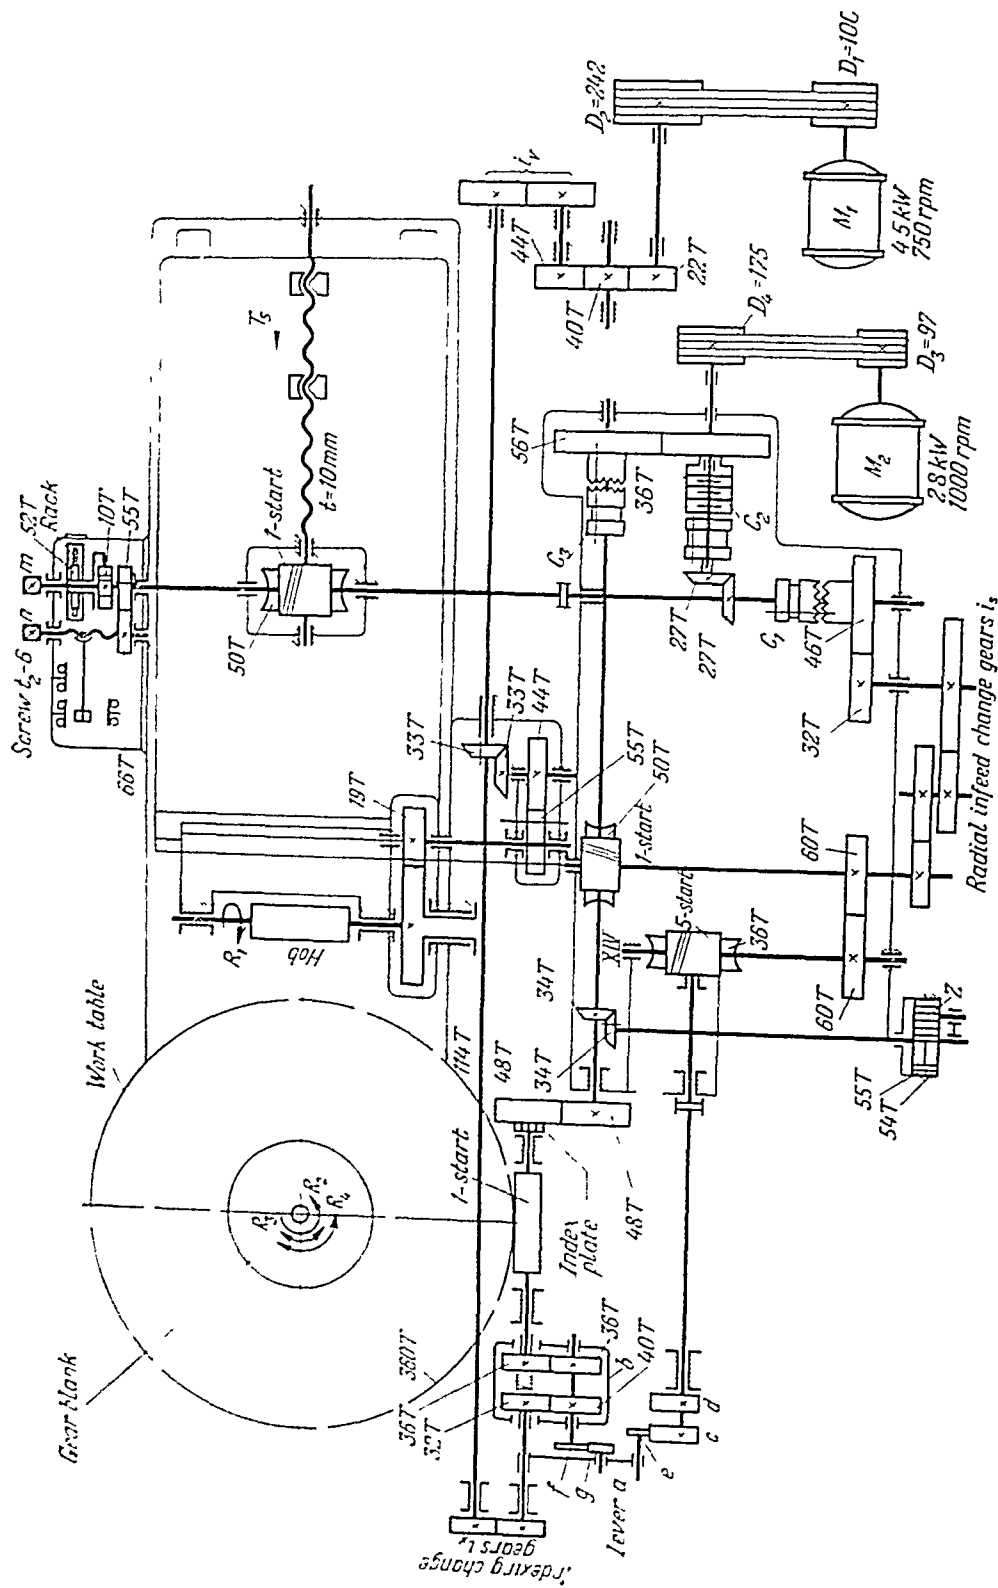 Gear blank
Work table
R₁
Hob
R₃
R₂
R₄
360T
114T
19T
66T
Screw t₂-6
n
m
52T
Rack
10T
55T
50T
1-start
t=10mm
T₅
33T
33T
44T
55T
50T
1-start
iᵥ
44T
40T
22T
D₂=242
D₁=100
M₁
4.5 kW
750 rpm
56T
36T
C₂
C₃
27T
27T
C₁
46T
32T
D₄=175
D₃=97
M₂
2.8 kW
1000 rpm
Radial infeed change gears iₛ
60T
60T
5-start
36T
XIV
34T
34T
48T
48T
1-start
Index
plate
Z
55T
54T
36T
32T
36T
b
40T
d
c
e
f
g
Lever a
Indexing change
gears iₓ